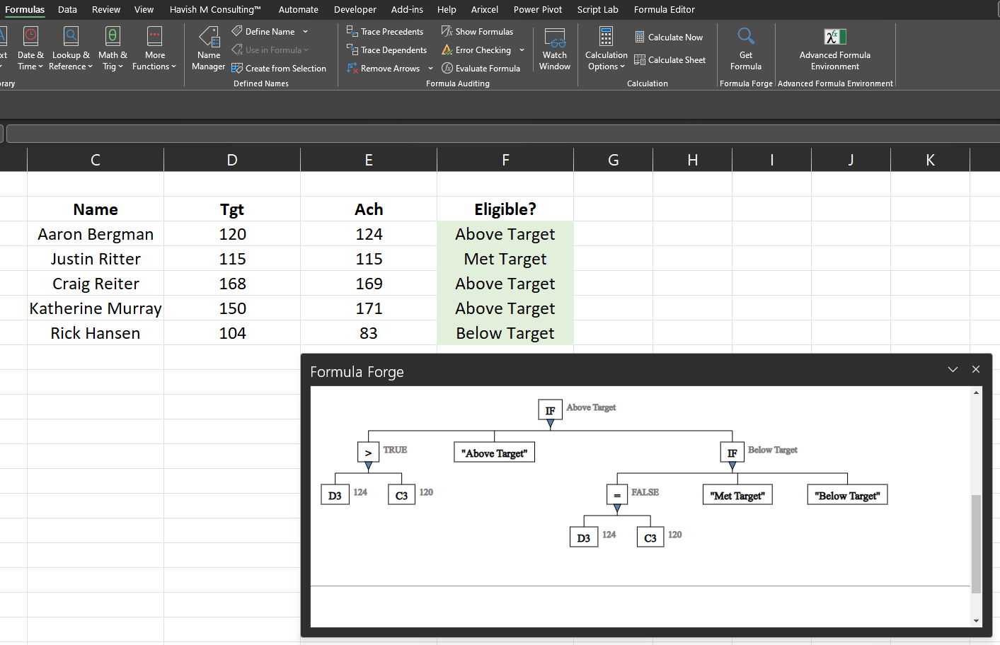 Formulas Data Review View Havish M Consulting™ Automate Developer Add-ins Help Arixcel Power Pivot Script Lab Formula Editor
Date & Time
Lookup & Reference
Math & Trig
More Functions
Name Manager
Define Name
Use in Formula
Create from Selection
Defined Names
Trace Precedents
Trace Dependents
Remove Arrows
Show Formulas
Error Checking
Evaluate Formula
Formula Auditing
Watch Window
Calculation Options
Calculate Now
Calculate Sheet
Calculation
Get Formula
Formula Forge
Advanced Formula Environment
Advanced Formula Environment
C D E F G H I J K
Name Tgt Ach Eligible?
Aaron Bergman 120 124 Above Target
Justin Ritter 115 115 Met Target
Craig Reiter 168 169 Above Target
Katherine Murray 150 171 Above Target
Rick Hansen 104 83 Below Target
Formula Forge
IF Above Target
> TRUE "Above Target" IF Below Target
D3 124 C3 120 = FALSE "Met Target" "Below Target"
D3 124 C3 120